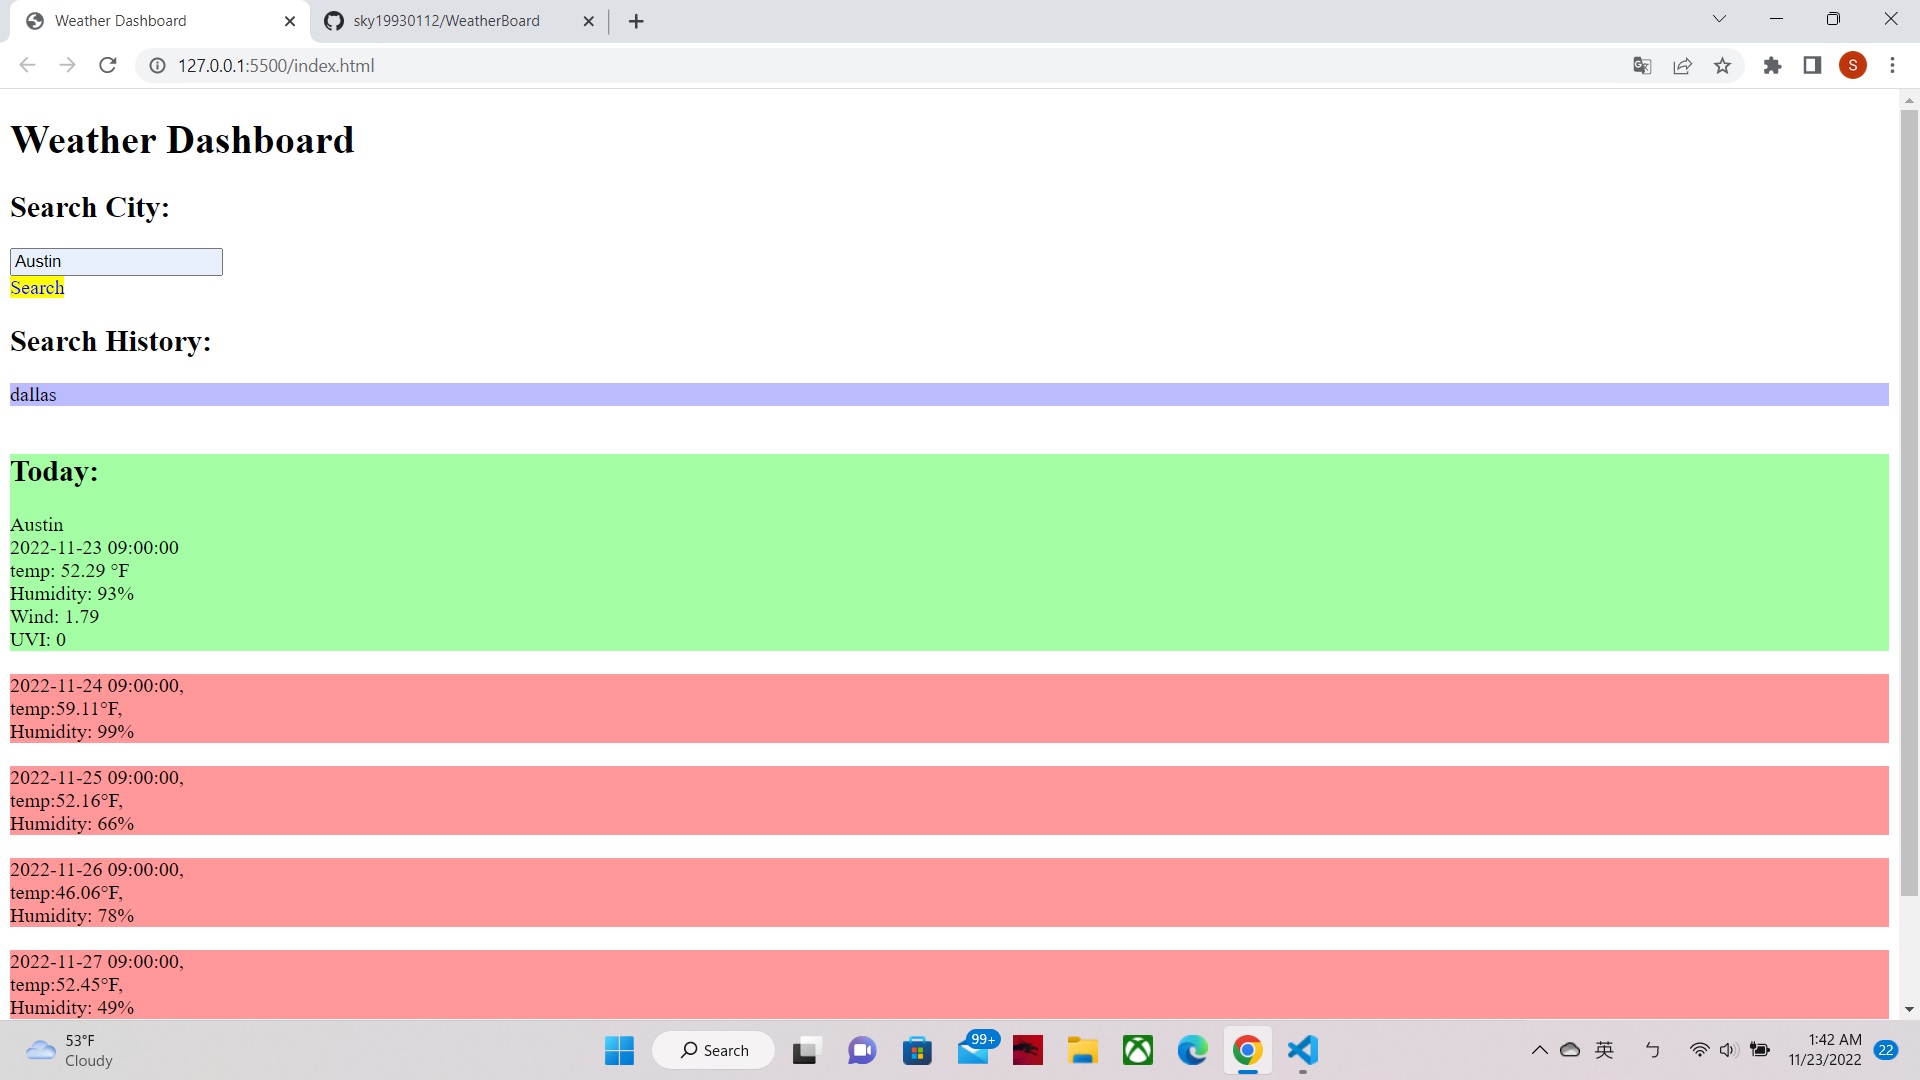 Weather Dashboard
sky19930112/WeatherBoard
127.0.0.1:5500/index.html
S
Weather Dashboard
Search City:
Austin
Search
Search History:
dallas
Today:
Austin
2022-11-23 09:00:00
temp: 52.29 °F
Humidity: 93%
Wind: 1.79
UVI: 0
2022-11-24 09:00:00,
temp:59.11°F,
Humidity: 99%
2022-11-25 09:00:00,
temp:52.16°F,
Humidity: 66%
2022-11-26 09:00:00,
temp:46.06°F,
Humidity: 78%
2022-11-27 09:00:00,
temp:52.45°F,
Humidity: 49%
53°F
Cloudy
Search
99+
英
ㄅ
1:42 AM
11/23/2022
22